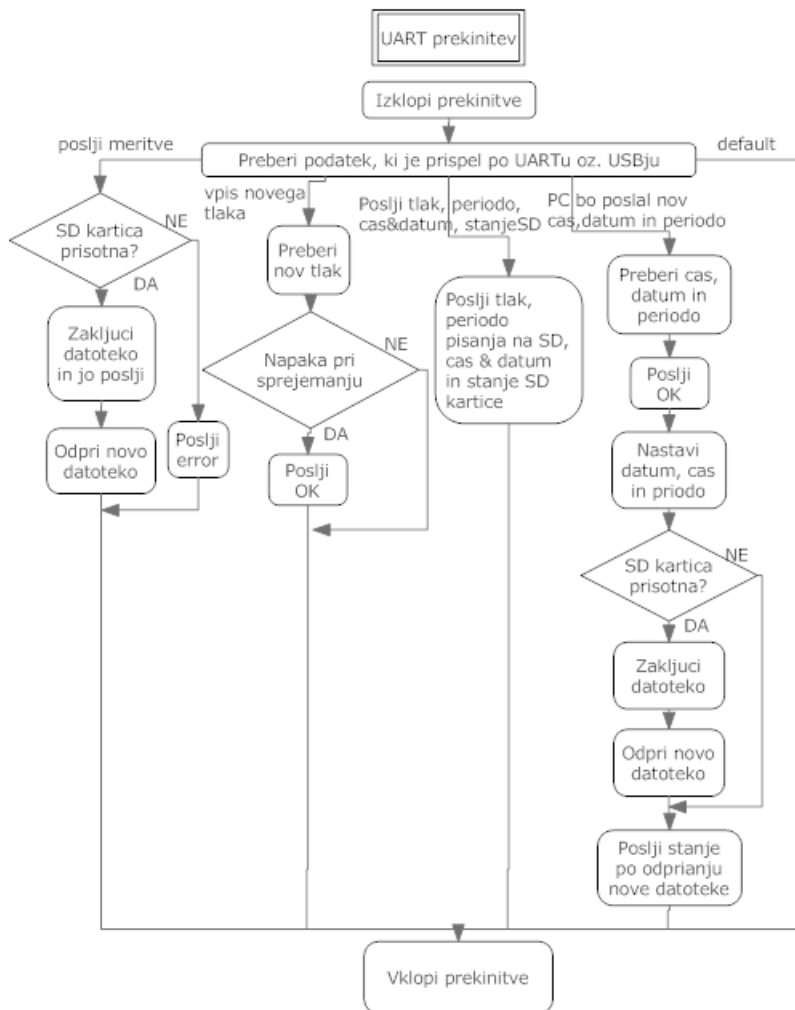 UART prekinitev
Izklopi prekinitve
poslji meritve
default
Preberi podatek, ki je prispel po UARTu oz. USBju
vpis novega
tlaka
Poslji tlak, periodo,
cas&datum, stanjeSD
PC bo poslal nov
cas,datum in periodo
SD kartica
prisotna?
NE
DA
Zakljuci
datoteko
in jo poslji
Odpri novo
datoteko
Poslji
error
Preberi
nov tlak
Napaka pri
sprejemanju
NE
DA
Poslji
OK
Poslji tlak,
periodo
pisanja na SD,
cas & datum
in stanje SD
kartice
Preberi cas,
datum in
periodo
Poslji
OK
Nastavi
datum, cas
in priodo
SD kartica
prisotna?
NE
DA
Zakljuci
datoteko
Odpri novo
datoteko
Poslji stanje
po odprianju
nove datoteke
Vklopi prekinitve